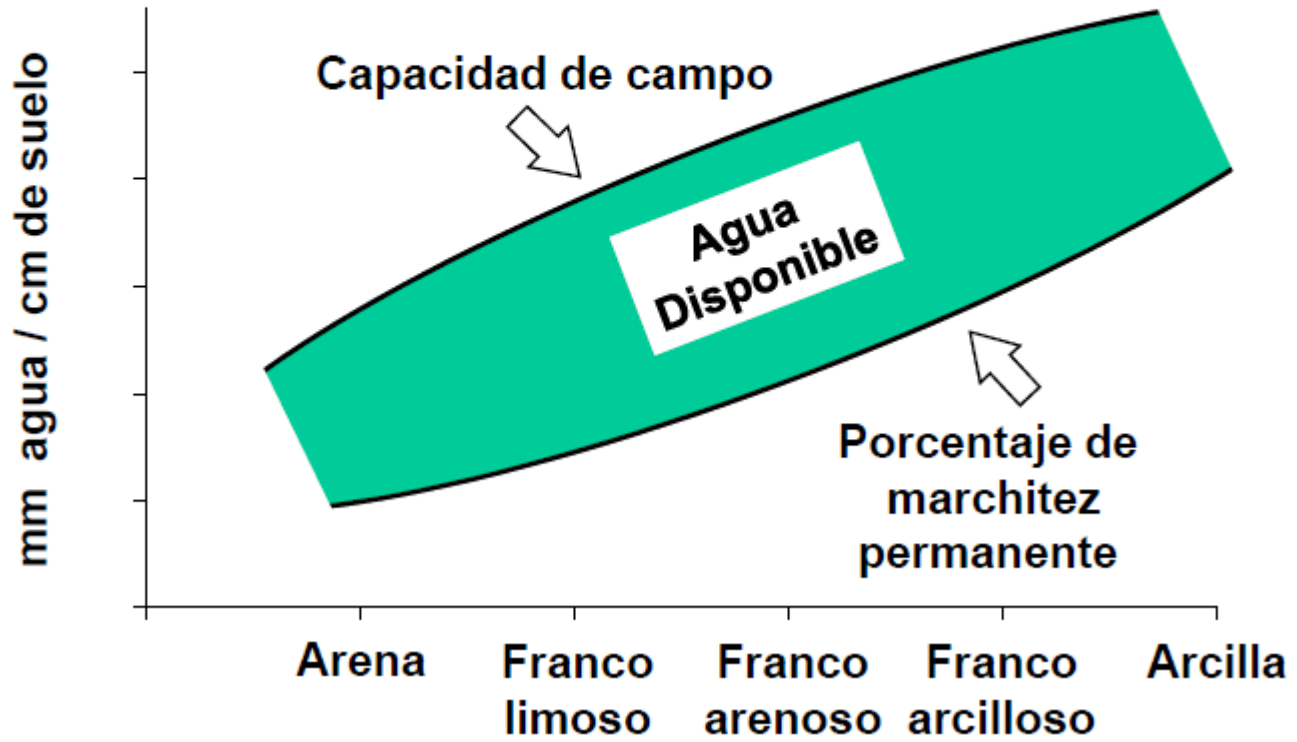 mm agua / cm de suelo
Capacidad de campo
Agua
Disponible
Porcentaje de
marchitez
permanente
Arena
Franco
limoso
Franco
arenoso
Franco
arcilloso
Arcilla